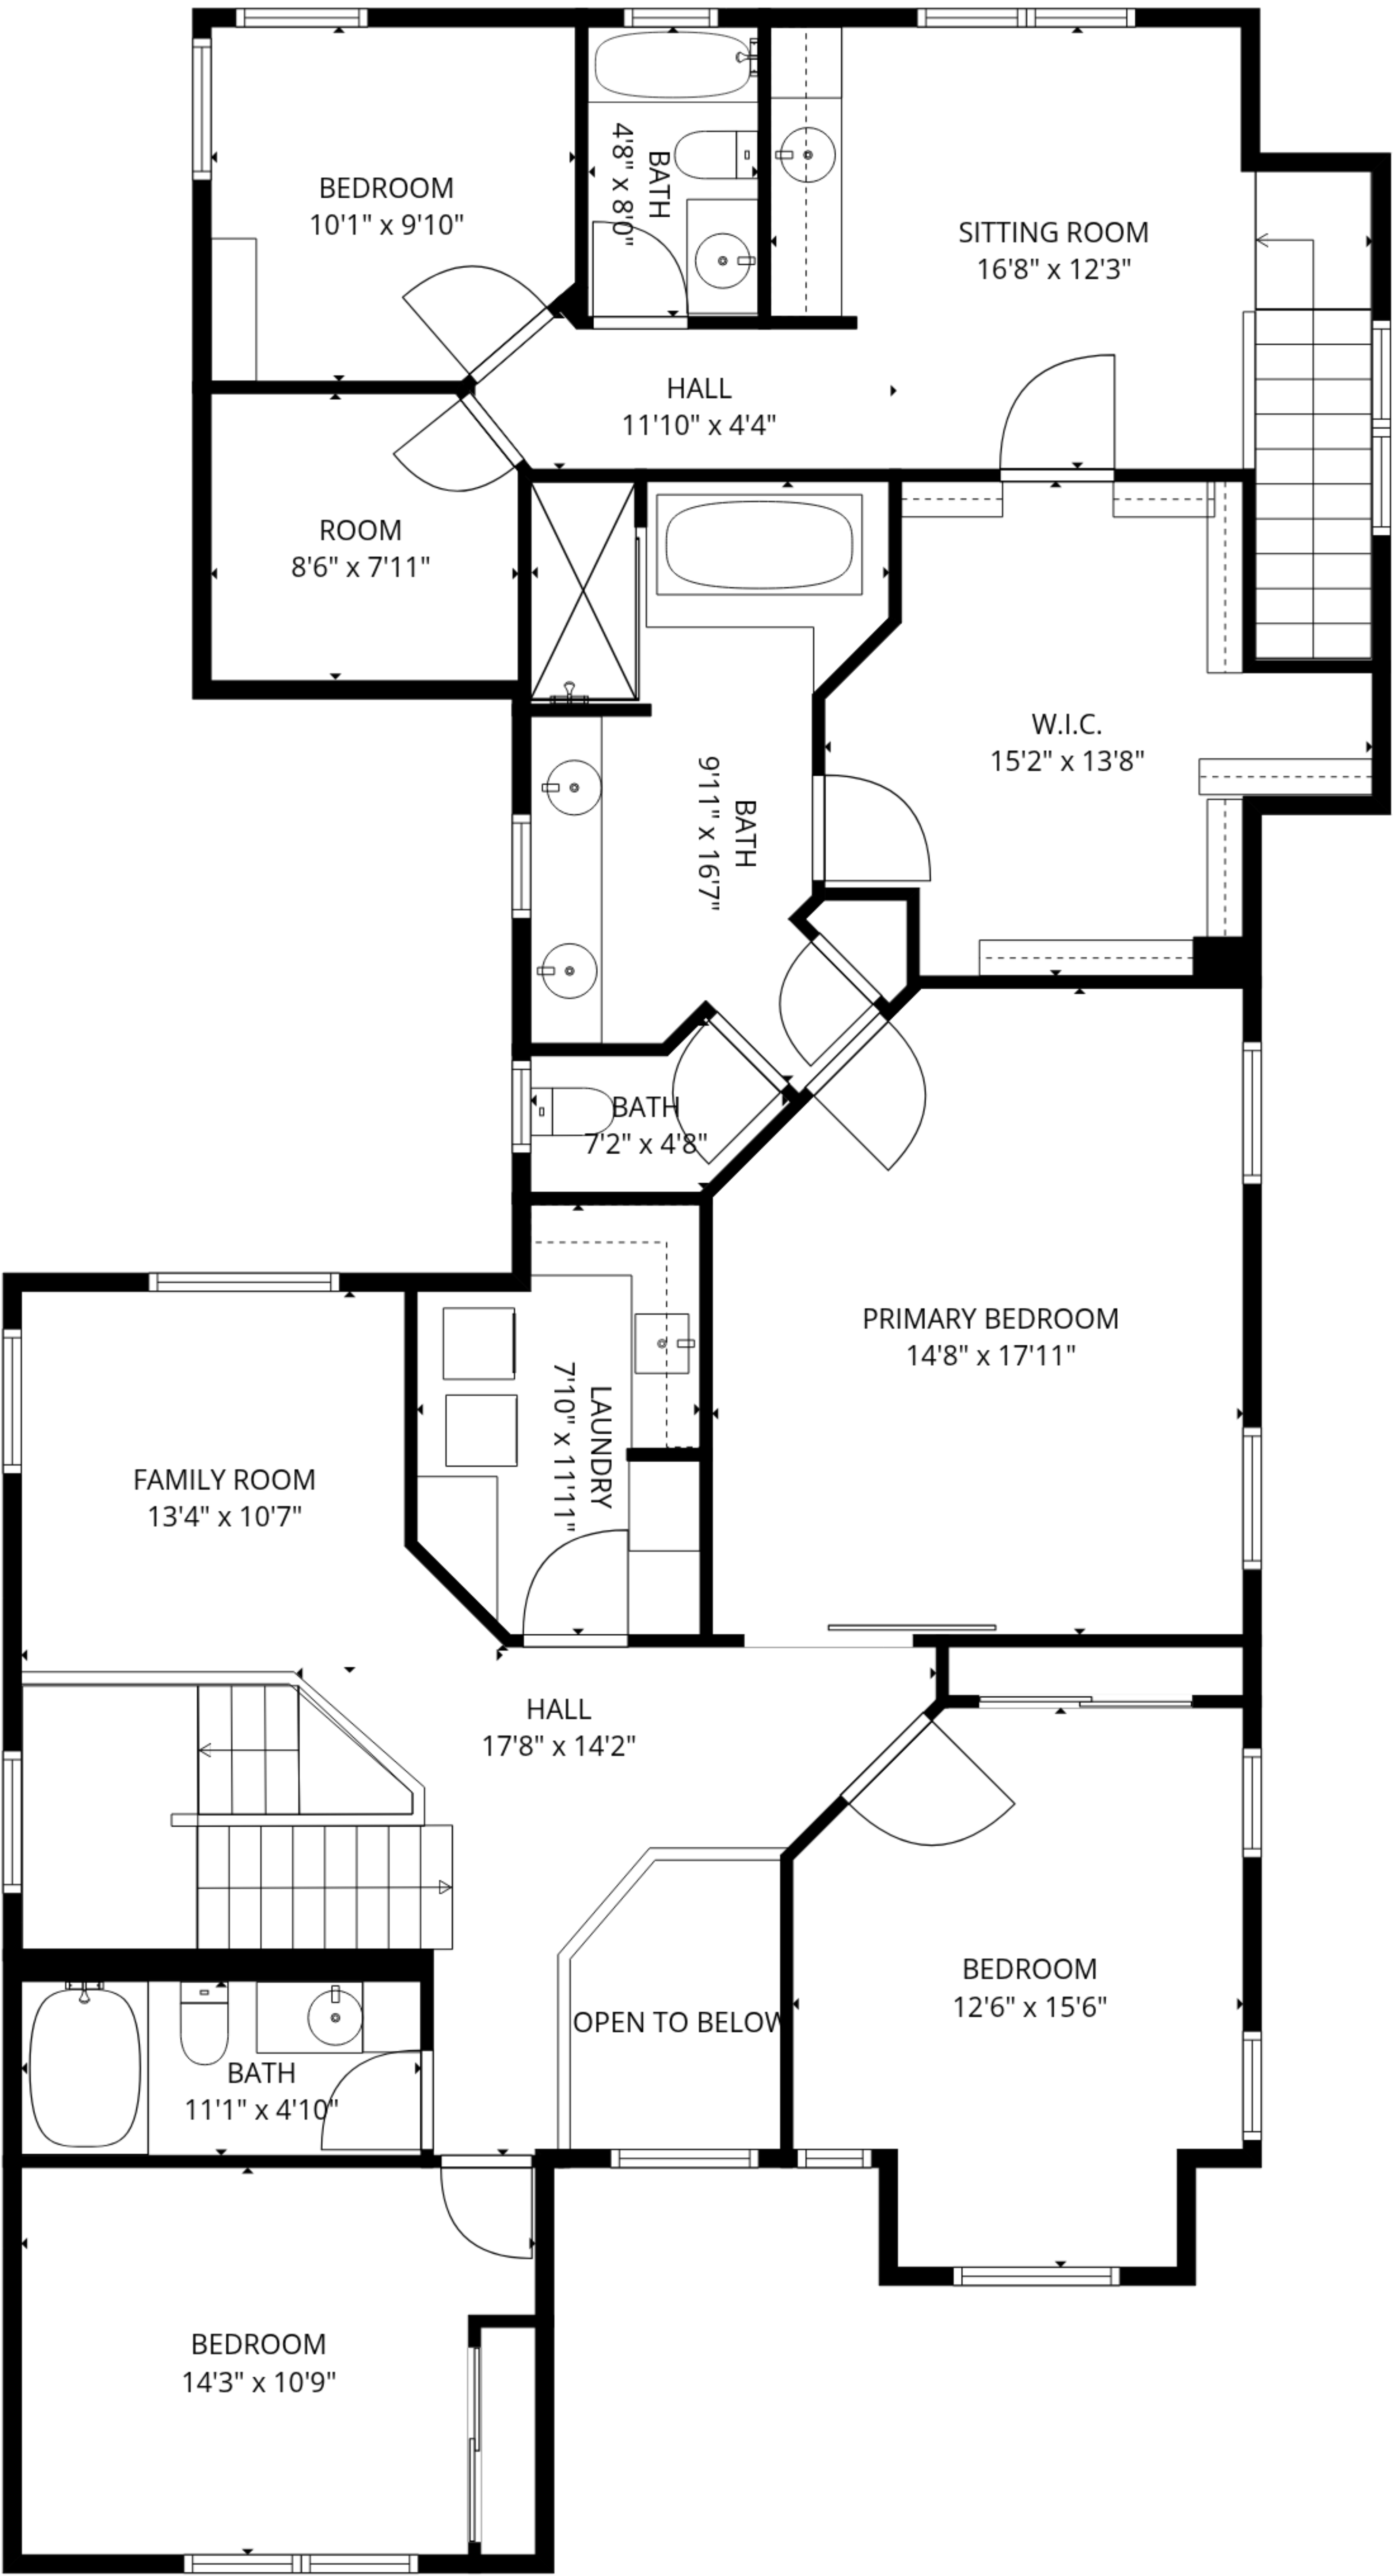 BEDROOM
10'1" x 9'10"
BATH
4'8" x 8'0"
SITTING ROOM
16'8" x 12'3"
HALL
11'10" x 4'4"
ROOM
8'6" x 7'11"
W.I.C.
15'2" x 13'8"
BATH
9'11" x 16'7"
BATH
7'2" x 4'8"
PRIMARY BEDROOM
14'8" x 17'11"
LAUNDRY
7'10" x 11'11"
FAMILY ROOM
13'4" x 10'7"
HALL
17'8" x 14'2"
BEDROOM
12'6" x 15'6"
OPEN TO BELOW
BATH
11'1" x 4'10"
BEDROOM
14'3" x 10'9"